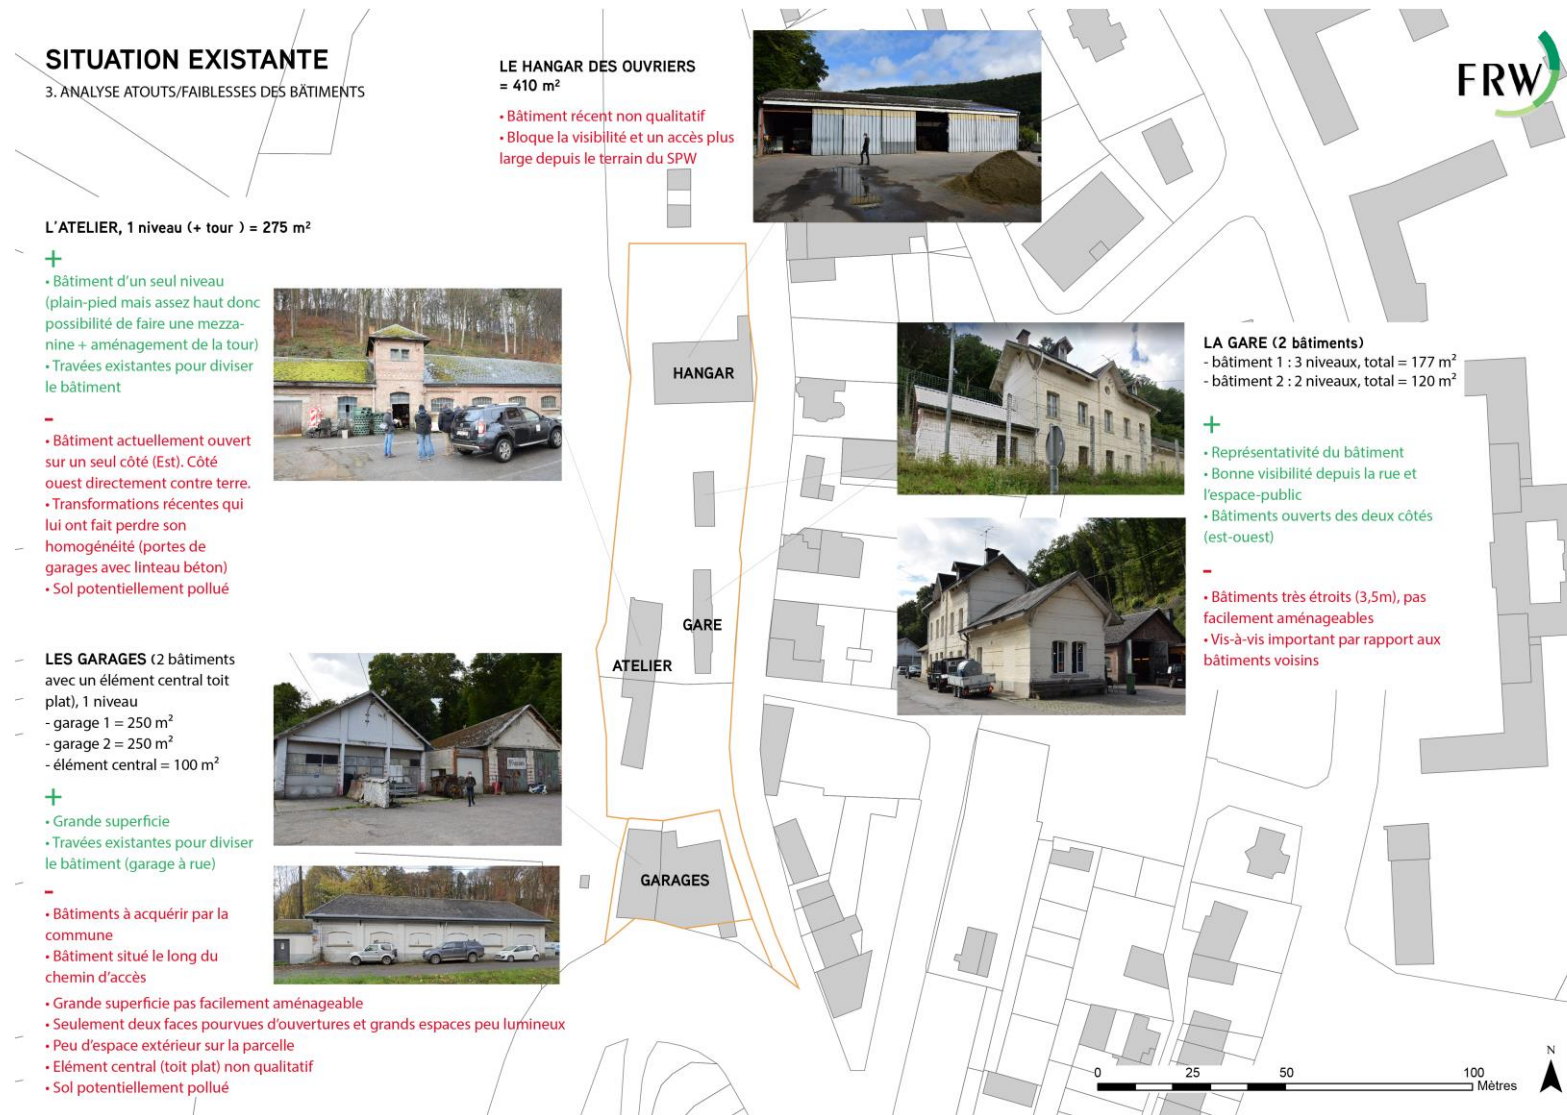 SITUATION EXISTANTE
3. ANALYSE ATOUTS/FAIBLESSES DES BÂTIMENTS
LE HANGAR DES OUVRIERS
= 410 m²
• Bâtiment récent non qualitatif
• Bloque la visibilité et un accès plus
large depuis le terrain du SPW
FRW
L'ATELIER, 1 niveau (+ tour ) = 275 m²
+
• Bâtiment d'un seul niveau
(plain-pied mais assez haut donc
possibilité de faire une mezza-
nine + aménagement de la tour)
• Travées existantes pour diviser
le bâtiment
-
• Bâtiment actuellement ouvert
sur un seul côté (Est). Côté
ouest directement contre terre.
• Transformations récentes qui
lui ont fait perdre son
homogénéité (portes de
garages avec linteau béton)
• Sol potentiellement pollué
LES GARAGES (2 bâtiments
avec un élément central toit
plat), 1 niveau
- garage 1 = 250 m²
- garage 2 = 250 m²
- élément central = 100 m²
+
• Grande superficie
• Travées existantes pour diviser
le bâtiment (garage à rue)
-
• Bâtiments à acquérir par la
commune
• Bâtiment situé le long du
chemin d'accès
• Grande superficie pas facilement aménageable
• Seulement deux faces pourvues d'ouvertures et grands espaces peu lumineux
• Peu d'espace extérieur sur la parcelle
• Elément central (toit plat) non qualitatif
• Sol potentiellement pollué
HANGAR
GARE
ATELIER
GARAGES
LA GARE (2 bâtiments)
- bâtiment 1 : 3 niveaux, total = 177 m²
- bâtiment 2 : 2 niveaux, total = 120 m²
+
• Représentativité du bâtiment
• Bonne visibilité depuis la rue et
l'espace-public
• Bâtiments ouverts des deux côtés
(est-ouest)
-
• Bâtiments très étroits (3,5m), pas
facilement aménageables
• Vis-à-vis important par rapport aux
bâtiments voisins
0 25 50 100
Mètres
N